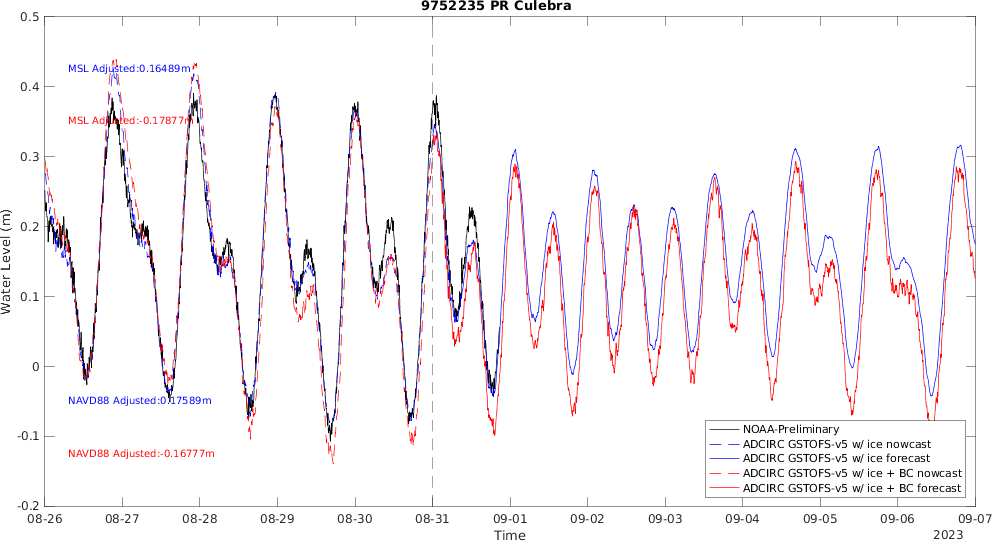 9752235 PR Culebra
0.5
MSL Adjusted:0.16489m
0.4
MSL Adjusted:-0.17877m
0.3
0.2
0.1
0
NAVD88 Adjusted:0.17589m
-0.1
NAVD88 Adjusted:-0.16777m
-0.2
Water Level (m)
NOAA-Preliminary
ADCIRC GSTOFS-v5 w/ ice nowcast
ADCIRC GSTOFS-v5 w/ ice forecast
ADCIRC GSTOFS-v5 w/ ice + BC nowcast
ADCIRC GSTOFS-v5 w/ ice + BC forecast
08-26 08-27 08-28 08-29 08-30 08-31 09-01 09-02 09-03 09-04 09-05 09-06 09-07
Time
2023